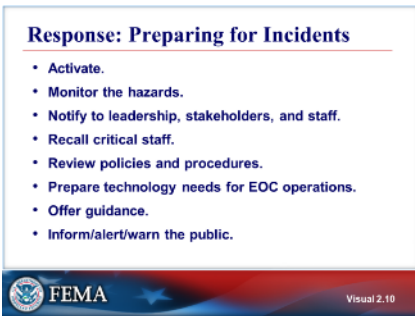 Response: Preparing for Incidents
• Activate.
• Monitor the hazards.
• Notify to leadership, stakeholders, and staff.
• Recall critical staff.
• Review policies and procedures.
• Prepare technology needs for EOC operations.
• Offer guidance.
• Inform/alert/warn the public.
FEMA
Visual 2.10